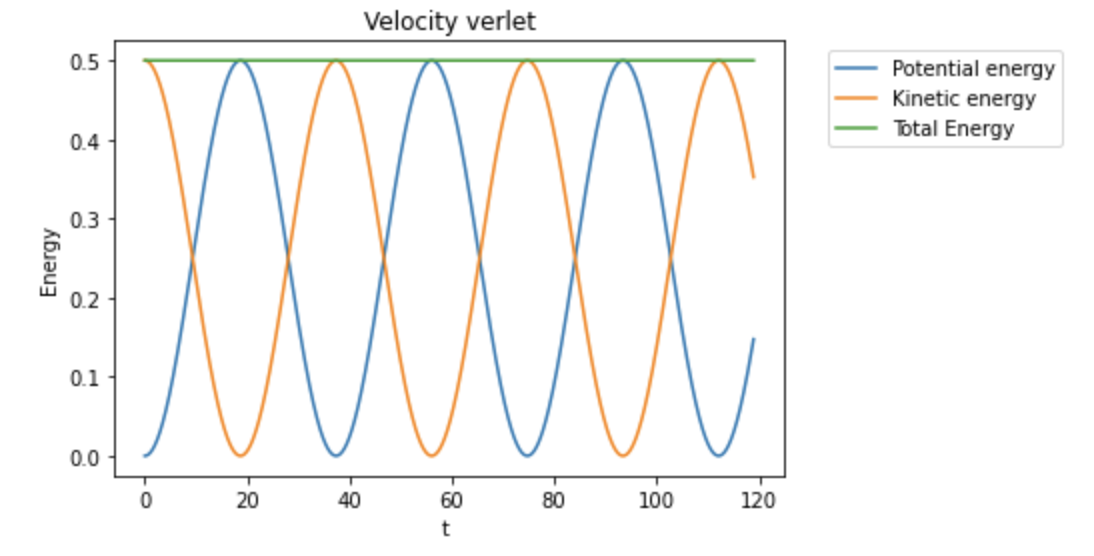 Velocity verlet
0.5
0.4
0.3
0.2
0.1
0.0
Energy
0 20 40 60 80 100 120
t
Potential energy
Kinetic energy
Total Energy